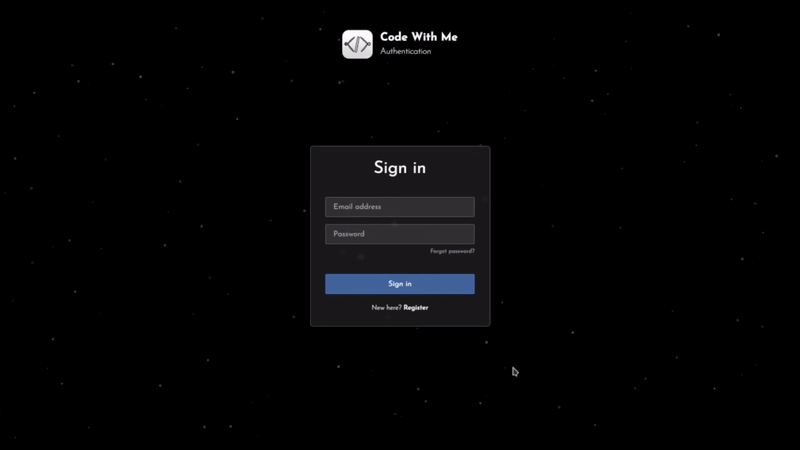 Code With Me
Authentication
Sign in
Email address
Password
Forgot password?
Sign in
New here? Register